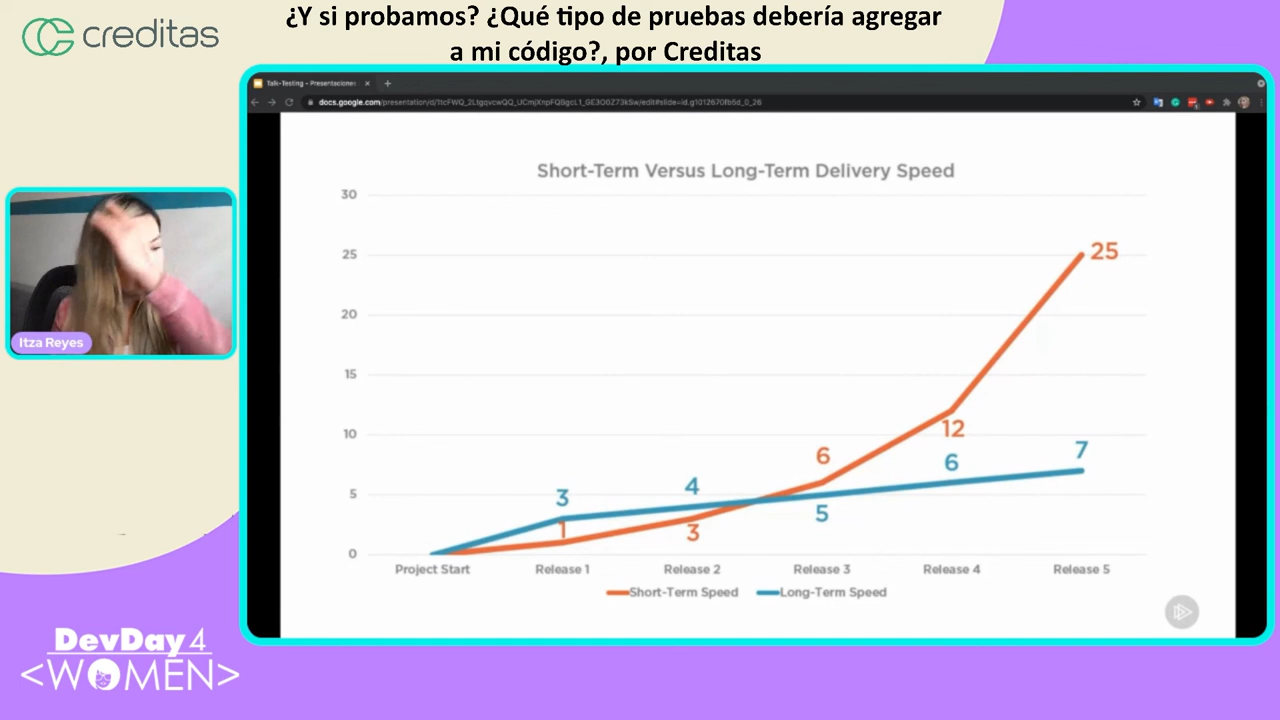 creditas
¿Y si probamos? ¿Qué tipo de pruebas debería agregar
a mi código?, por Creditas
Talk-Testing - Presentaciones
Short-Term Versus Long-Term Delivery Speed
30
25
20
15
10
5
0
25
12
6
3
1
3
4
5
6
7
Project Start
Release 1
Release 2
Release 3
Release 4
Release 5
Short-Term Speed
Long-Term Speed
Itza Reyes
DevDay4
<WOMEN>